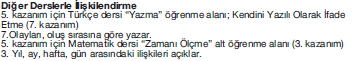 Diğer Derslerle İlişkilendirme
5. kazanım için Türkçe dersi "Yazma" öğrenme alanı; Kendini Yazılı Olarak İfade
Etme (7. kazanım)
7.Olayları, oluş sırasına göre yazar.
5. kazanım için Matematik dersi "Zamanı Ölçme" alt öğrenme alanı (3. kazanım)
3. Yıl, ay, hafta, gün arasındaki ilişkileri açıklar.